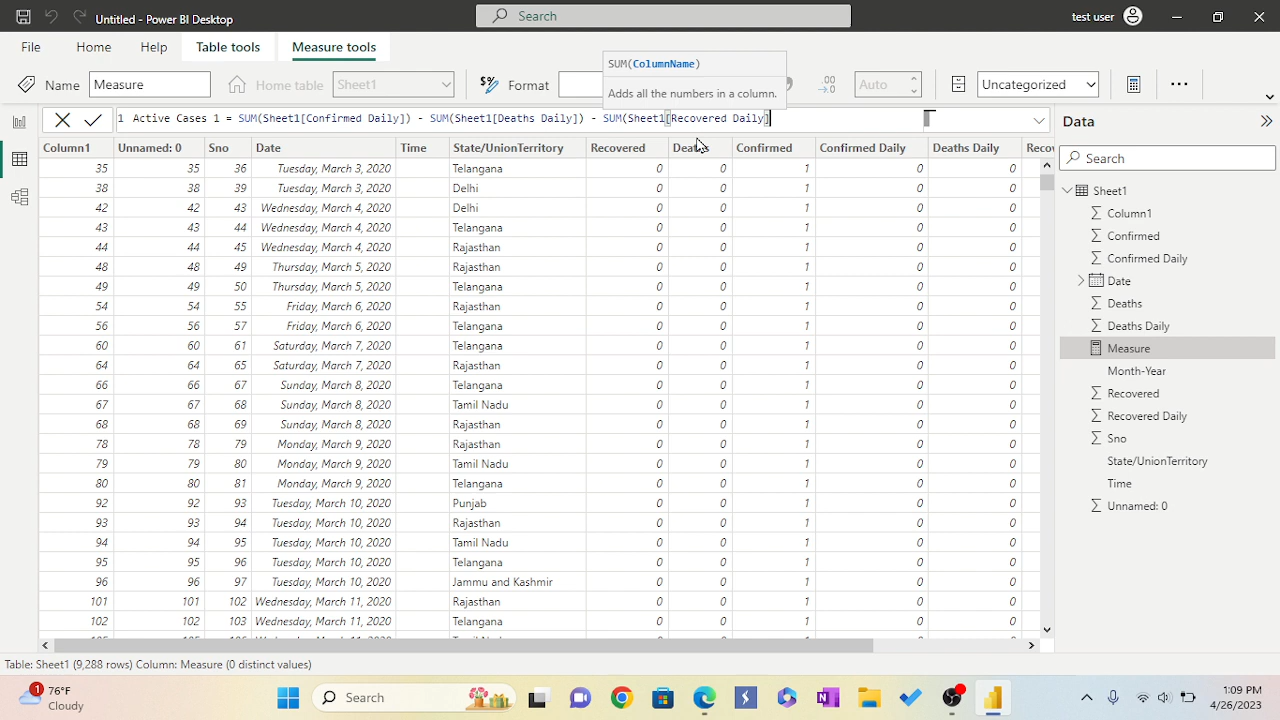 Untitled - Power BI Desktop
Search
test user
File
Home
Help
Table tools
Measure tools
Name
Measure
Home table
Sheet1
Format
Auto
Uncategorized
SUM(ColumnName)
Adds all the numbers in a column.
1 Active Cases 1 = SUM(Sheet1[Confirmed Daily]) - SUM(Sheet1[Deaths Daily]) - SUM(Sheet1[Recovered Daily]
Column1 Unnamed: 0 Sno Date Time State/UnionTerritory Recovered Deaths Confirmed Confirmed Daily Deaths Daily
35 35 36 Tuesday, March 3, 2020 Telangana 0 0 1 0 0
38 38 39 Tuesday, March 3, 2020 Delhi 0 0 1 0 0
42 42 43 Wednesday, March 4, 2020 Delhi 0 0 1 0 0
43 43 44 Wednesday, March 4, 2020 Telangana 0 0 1 0 0
44 44 45 Wednesday, March 4, 2020 Rajasthan 0 0 1 0 0
48 48 49 Thursday, March 5, 2020 Rajasthan 0 0 1 0 0
49 49 50 Thursday, March 5, 2020 Telangana 0 0 1 0 0
54 54 55 Friday, March 6, 2020 Rajasthan 0 0 1 0 0
56 56 57 Friday, March 6, 2020 Telangana 0 0 1 0 0
60 60 61 Saturday, March 7, 2020 Telangana 0 0 1 0 0
64 64 65 Saturday, March 7, 2020 Rajasthan 0 0 1 0 0
66 66 67 Sunday, March 8, 2020 Telangana 0 0 1 0 0
67 67 68 Sunday, March 8, 2020 Tamil Nadu 0 0 1 0 0
68 68 69 Sunday, March 8, 2020 Rajasthan 0 0 1 0 0
78 78 79 Monday, March 9, 2020 Rajasthan 0 0 1 0 0
79 79 80 Monday, March 9, 2020 Tamil Nadu 0 0 1 0 0
80 80 81 Monday, March 9, 2020 Telangana 0 0 1 0 0
92 92 93 Tuesday, March 10, 2020 Punjab 0 0 1 0 0
93 93 94 Tuesday, March 10, 2020 Rajasthan 0 0 1 0 0
94 94 95 Tuesday, March 10, 2020 Tamil Nadu 0 0 1 0 0
95 95 96 Tuesday, March 10, 2020 Telangana 0 0 1 0 0
96 96 97 Tuesday, March 10, 2020 Jammu and Kashmir 0 0 1 0 0
101 101 102 Wednesday, March 11, 2020 Rajasthan 0 0 1 0 0
102 102 103 Wednesday, March 11, 2020 Telangana 0 0 1 0 0
Data
Search
Sheet1
Column1
Confirmed
Confirmed Daily
Date
Deaths
Deaths Daily
Measure
Month-Year
Recovered
Recovered Daily
Sno
State/UnionTerritory
Time
Unnamed: 0
Table: Sheet1 (9,288 rows) Column: Measure (0 distinct values)
1
76°F
Cloudy
Search
1:09 PM
4/26/2023